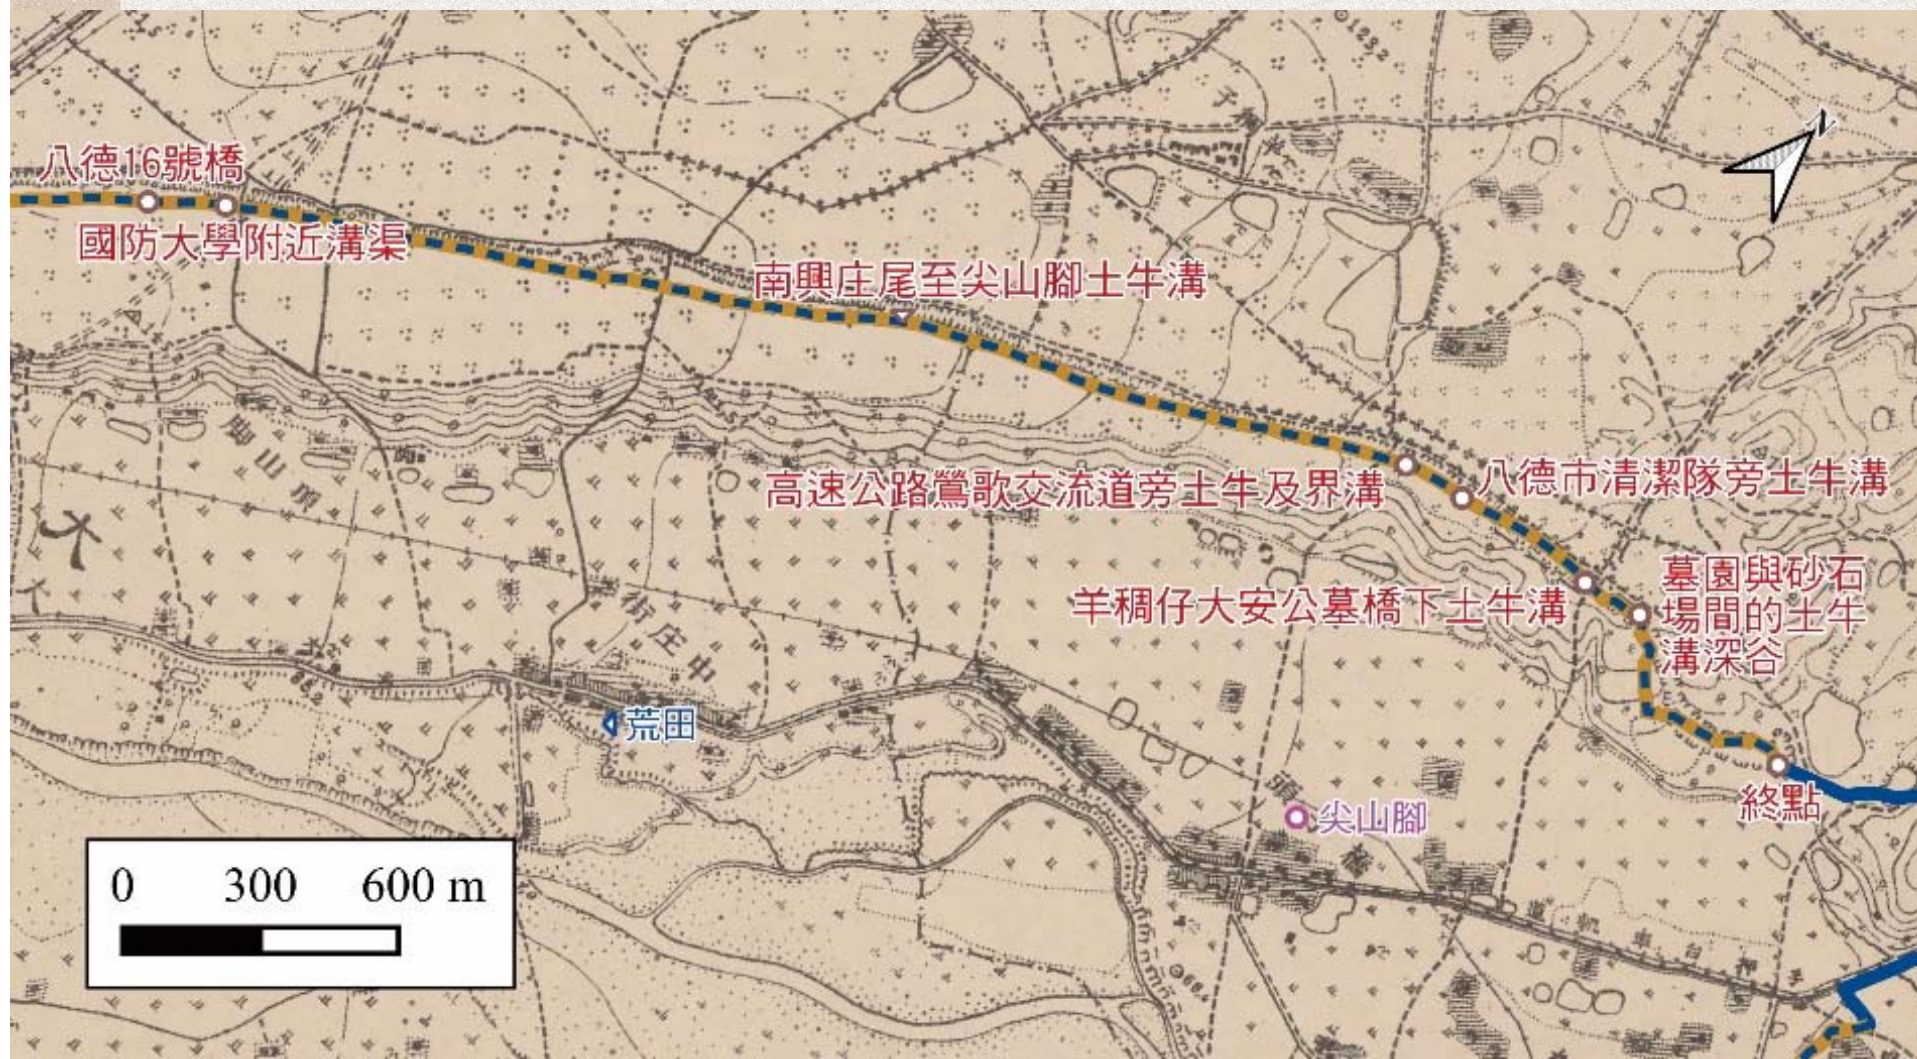 N
八德16號橋
國防大學附近溝渠
南興庄尾至尖山腳土牛溝
高速公路鶯歌交流道旁土牛及界溝
八德市清潔隊旁土牛溝
羊稠仔大安公墓橋下土牛溝
墓園與砂石
場間的土牛
溝深谷
終點
荒田
尖山腳
街庄中
0 300 600 m